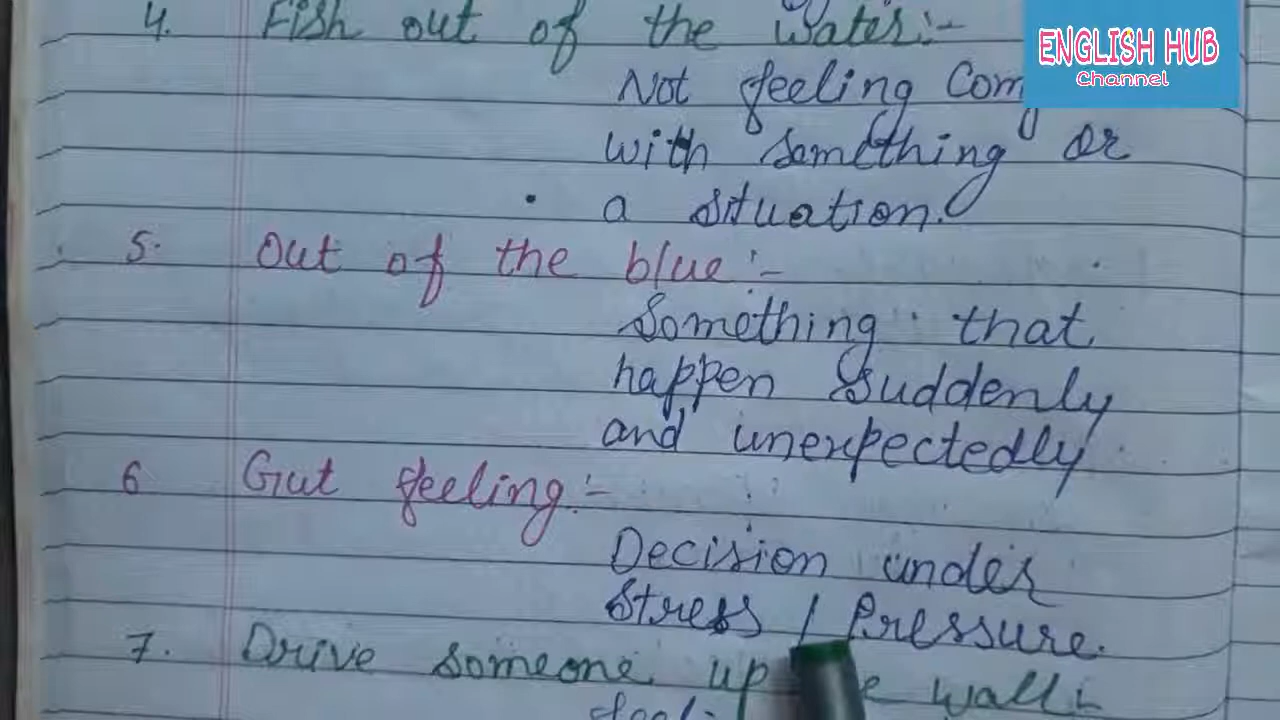 4. Fish out of the Water:-
ENGLISH HUB
Channel
Not feeling
with something or
a situation.
5. Out of the blue:-
Something that
happen Suddenly
and unexpectedly
6 Gut feeling:-
Decision under
Stress / Pressure.
7. Drive someone up wall:-